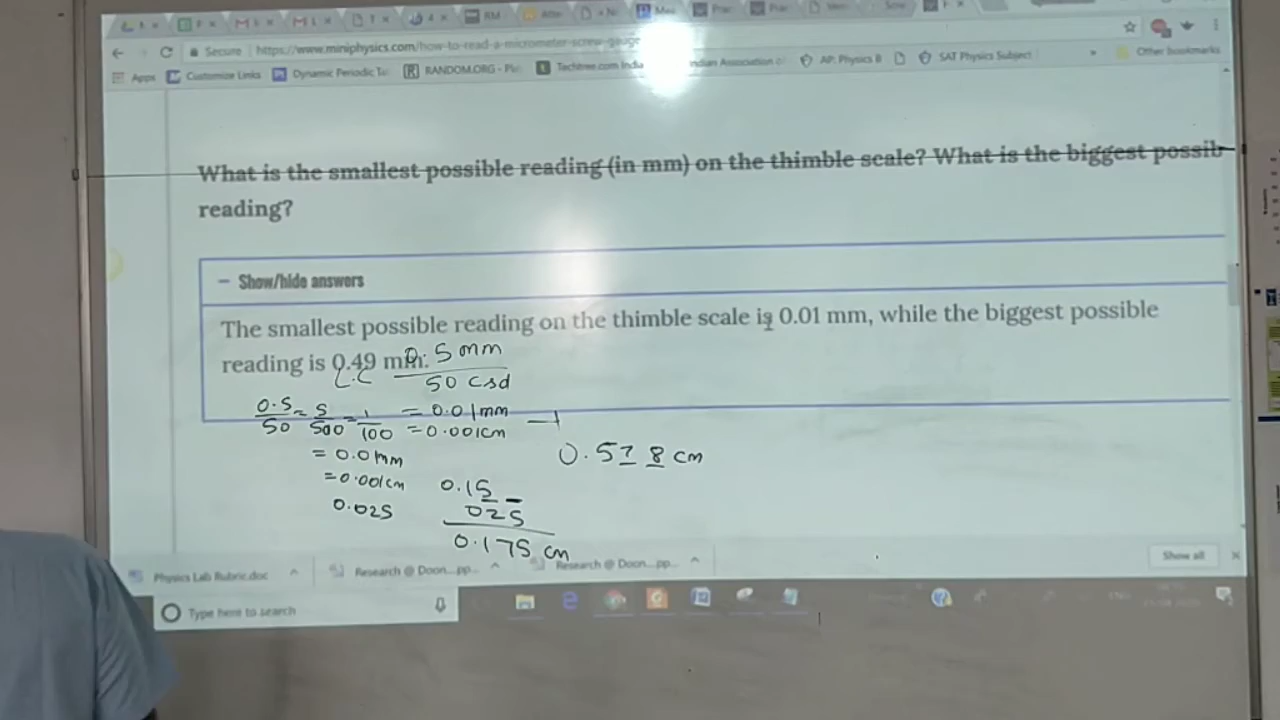 Secure https://www.miniphysics.com/how-to-read-a-micrometer-screw-gauge
Apps Customize Links Dynamic Periodic Ta RANDOM.ORG - Techtree.com India Indian Association o AP: Physics B SAT Physics Subject » Other bookmarks
What is the smallest possible reading (in mm) on the thimble scale? What is the biggest possib
reading?
− Show/hide answers
The smallest possible reading on the thimble scale is 0.01 mm, while the biggest possible
reading is 0.49 mm.
L.C 0.5 mm
50 csd
0.5 = 5 = 1 = 0.01mm
50 500 100 = 0.001cm
= 0.01mm
0.578 cm
= 0.001cm
0.15
0.025
025
0.175 cm
Physics Lab Rubric.doc Research @ Doon...pp... Research @ Doon...pp... Show all
Type here to search